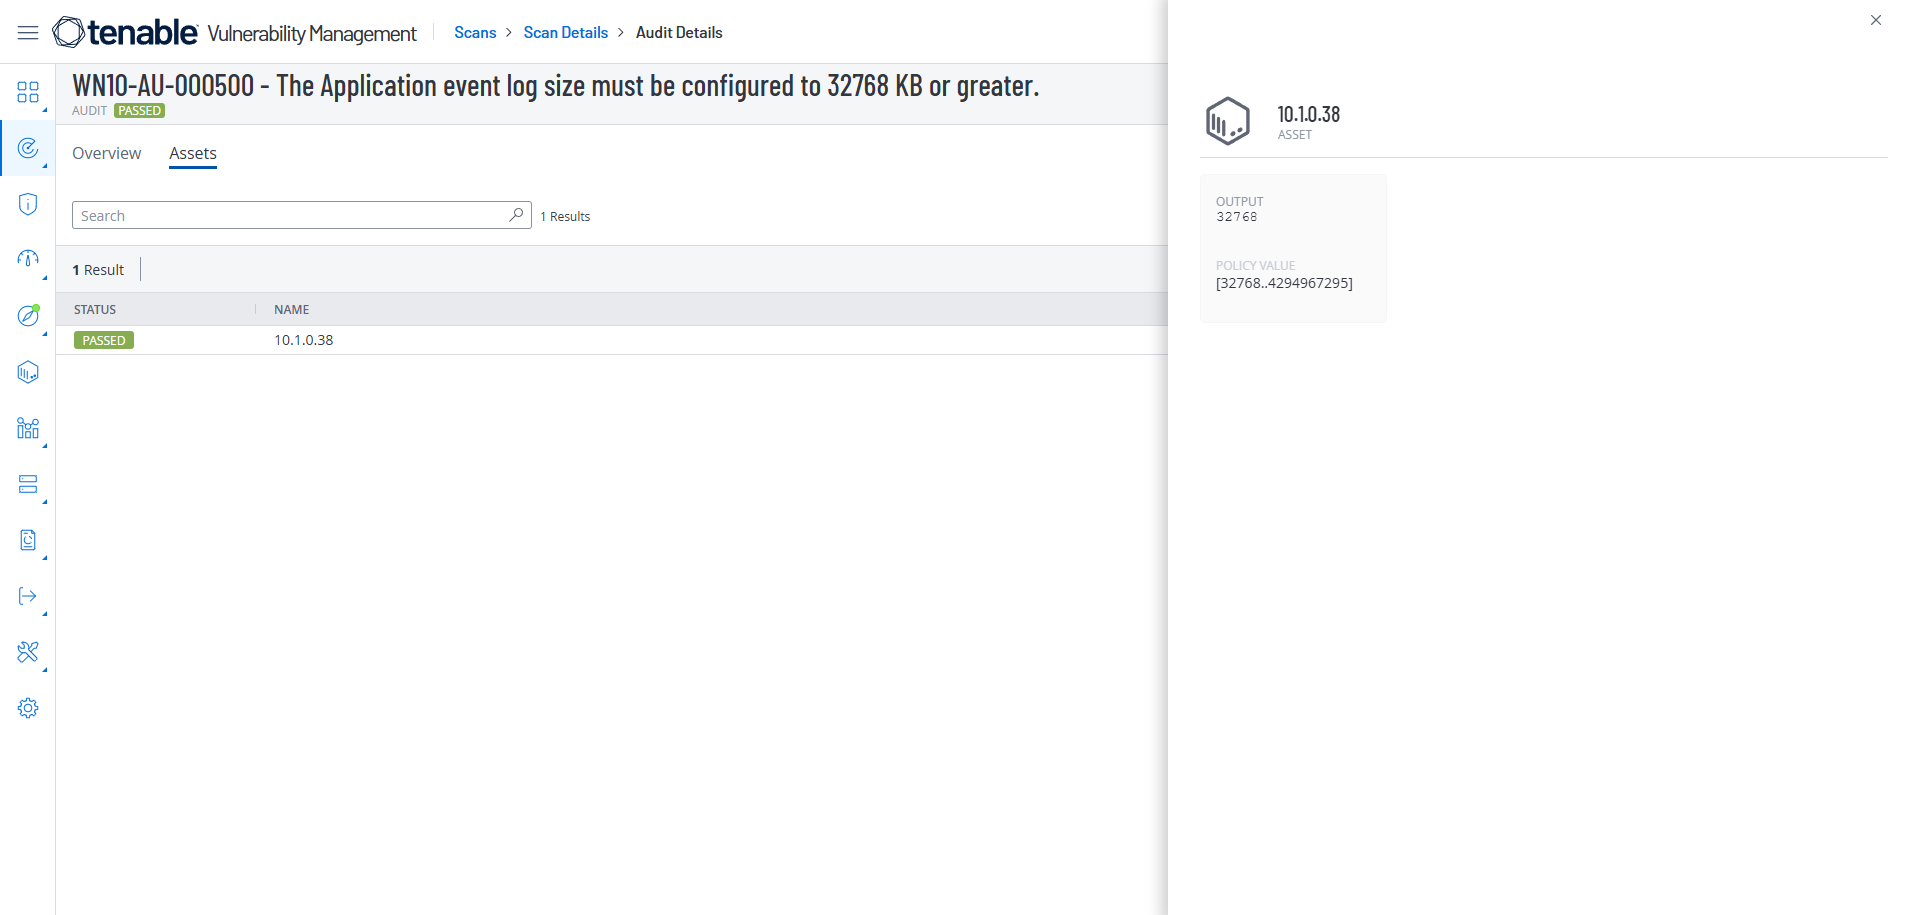 tenable Vulnerability Management
Scans > Scan Details > Audit Details
WN10-AU-000500 - The Application event log size must be configured to 32768 KB or greater.
AUDIT PASSED
Overview Assets
Search
1 Results
1 Result
STATUS NAME
PASSED 10.1.0.38
10.1.0.38
ASSET
OUTPUT
32768
POLICY VALUE
[32768..4294967295]